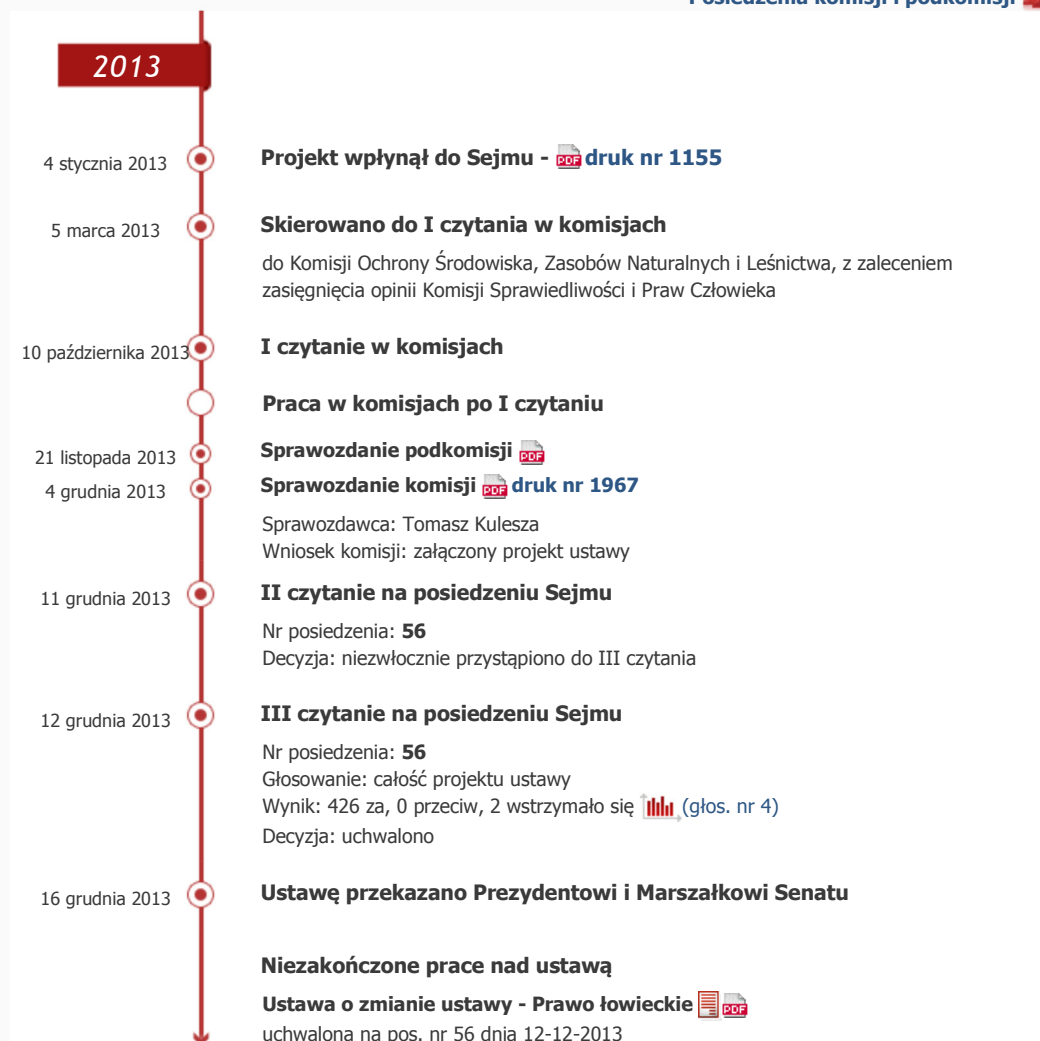 Posiedzenia komisji i podkomisji
2013
4 stycznia 2013
Projekt wpłynął do Sejmu - PDF druk nr 1155
5 marca 2013
Skierowano do I czytania w komisjach
do Komisji Ochrony Środowiska, Zasobów Naturalnych i Leśnictwa, z zaleceniem
zasięgnięcia opinii Komisji Sprawiedliwości i Praw Człowieka
10 października 2013
I czytanie w komisjach
Praca w komisjach po I czytaniu
21 listopada 2013
Sprawozdanie podkomisji PDF
4 grudnia 2013
Sprawozdanie komisji PDF druk nr 1967
Sprawozdawca: Tomasz Kulesza
Wniosek komisji: załączony projekt ustawy
11 grudnia 2013
II czytanie na posiedzeniu Sejmu
Nr posiedzenia: 56
Decyzja: niezwłocznie przystąpiono do III czytania
12 grudnia 2013
III czytanie na posiedzeniu Sejmu
Nr posiedzenia: 56
Głosowanie: całość projektu ustawy
Wynik: 426 za, 0 przeciw, 2 wstrzymało się (głos. nr 4)
Decyzja: uchwalono
16 grudnia 2013
Ustawę przekazano Prezydentowi i Marszałkowi Senatu
Niezakończone prace nad ustawą
Ustawa o zmianie ustawy - Prawo łowieckie PDF
uchwalona na pos. nr 56 dnia 12-12-2013